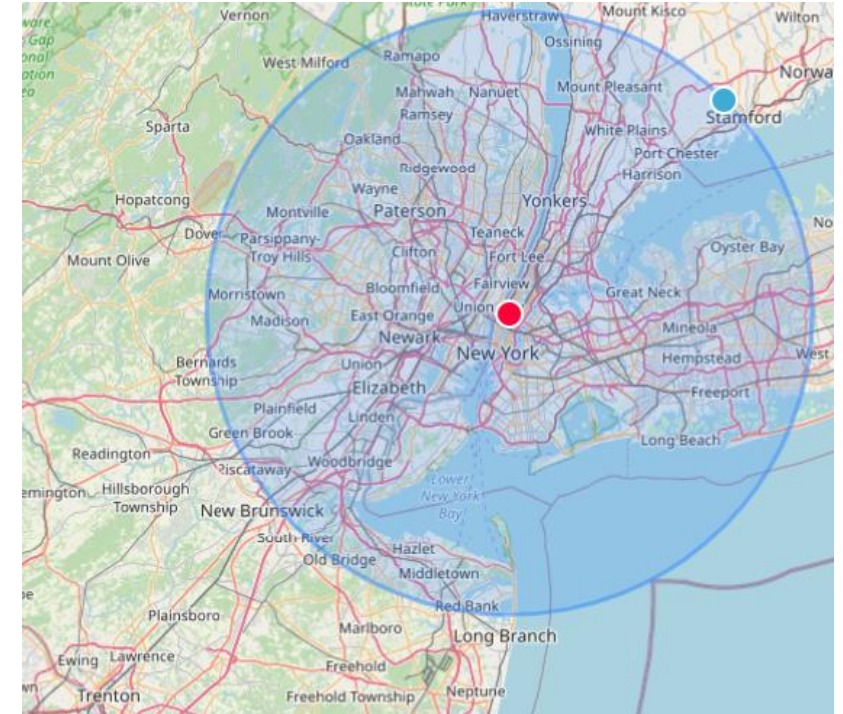 Vernon
Haverstraw
Mount Kisco
Wilton
Ossining
West Milford
Ramapo
Norwa
Mahwah
Nanuet
Mount Pleasant
Ramsey
Stamford
Sparta
Oakland
White Plains
Port Chester
Ridgewood
Harrison
Wayne
Hopatcong
Montville
Paterson
Yonkers
Dover
Parsippany-
Troy Hills
Teaneck
No
Mount Olive
Clifton
Fort Lee
Oyster Bay
Morristown
Bloomfield
Fairview
Great Neck
Madison
East Orange
Union
Newark
Mineola
New York
Bernards
Township
Union
Hempstead
West
Elizabeth
Freeport
Plainfield
Linden
Green Brook
Long Beach
Readington
Piscataway
Woodbridge
Lower
New York
Bay
emington
Hillsborough
Township
New Brunswick
South River
Old Bridge
Hazlet
Middletown
Red Bank
Plainsboro
Marlboro
Long Branch
Ewing
Lawrence
Freehold
Trenton
Freehold Township
Neptune